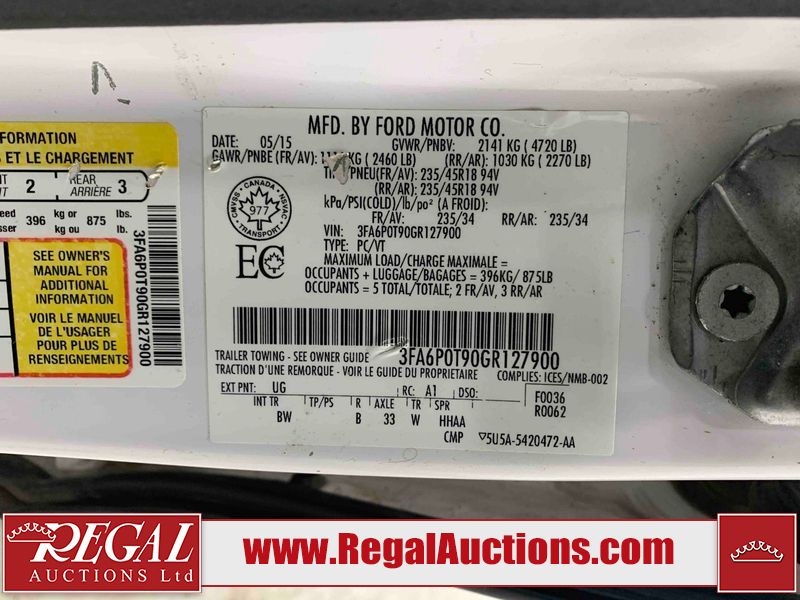 FORMATION
ET LE CHARGEMENT
2
REAR
ARRIÈRE 3
396 kg or 875 lbs.
kg ou lb.
SEE OWNER'S
MANUAL FOR
ADDITIONAL
INFORMATION
VOIR LE MANUEL
DE L'USAGER
POUR PLUS DE
RENSEIGNEMENTS
3FA6P0T90GR127900
MFD. BY FORD MOTOR CO.
DATE: 05/15 GVWR/PNBV: 2141 KG ( 4720 LB)
GAWR/PNBE (FR/AV): KG ( 2460 LB) (RR/AR): 1030 KG ( 2270 LB)
(FR/AV): 235/45R18 94V
(RR/AR): 235/45R18 94V
kPa/PSI(COLD)/lb/po² (A FROID):
FR/AV: 235/34 RR/AR: 235/34
VIN: 3FA6P0T90GR127900
TYPE: PC/VT
MAXIMUM LOAD/CHARGE MAXIMALE =
OCCUPANTS + LUGGAGE/BAGAGES = 396KG/ 875LB
OCCUPANTS = 5 TOTAL/TOTALE; 2 FR/AV, 3 RR/AR
CANADA
CMVSS
NSVAC
977
TRANSPORT
EC
TRAILER TOWING - SEE OWNER GUIDE 3FA6P0T90GR127900
TRACTION D'UNE REMORQUE - VOIR LE GUIDE DU PROPRIETAIRE COMPLIES: ICES/NMB-002
EXT PNT: UG RC: A1 DSO: F0036
INT TR TP/PS R AXLE TR SPR R0062
BW B 33 W HHAA
CMP ▽5U5A-5420472-AA
REGAL
AUCTIONS Ltd
www.RegalAuctions.com